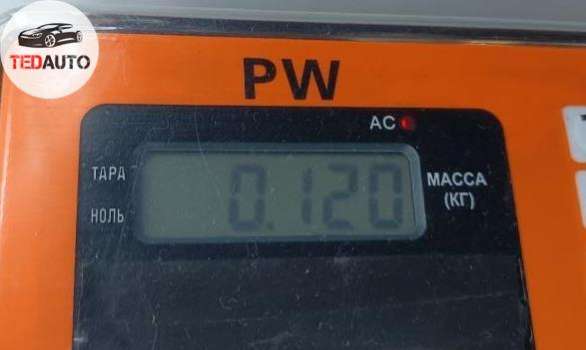 TEDAUTO
PW
AC
ТАРА
НОЛЬ
0.120
МАССА
(КГ)